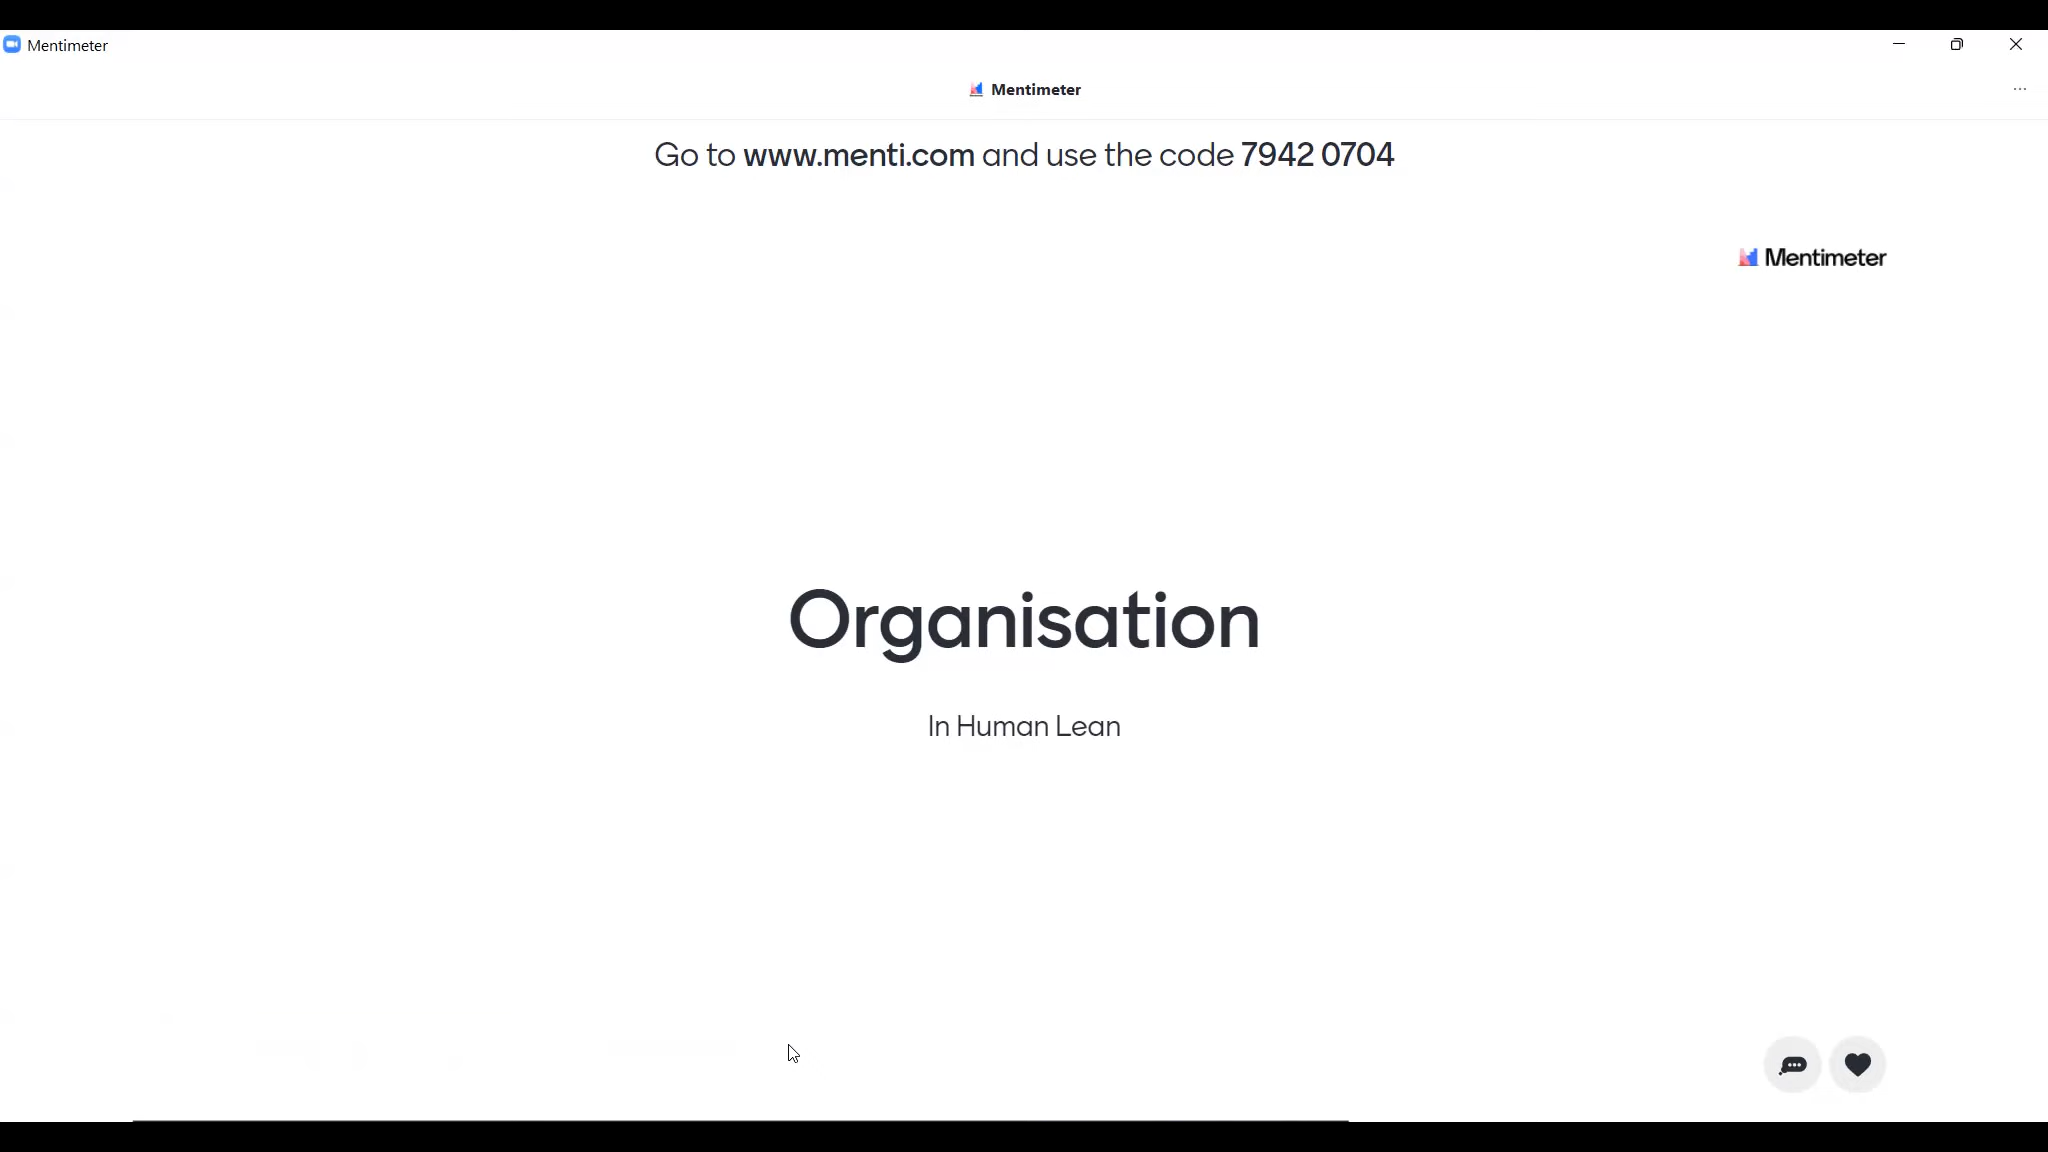 Mentimeter
Mentimeter
Go to www.menti.com and use the code 7942 0704
Mentimeter
Organisation
In Human Lean